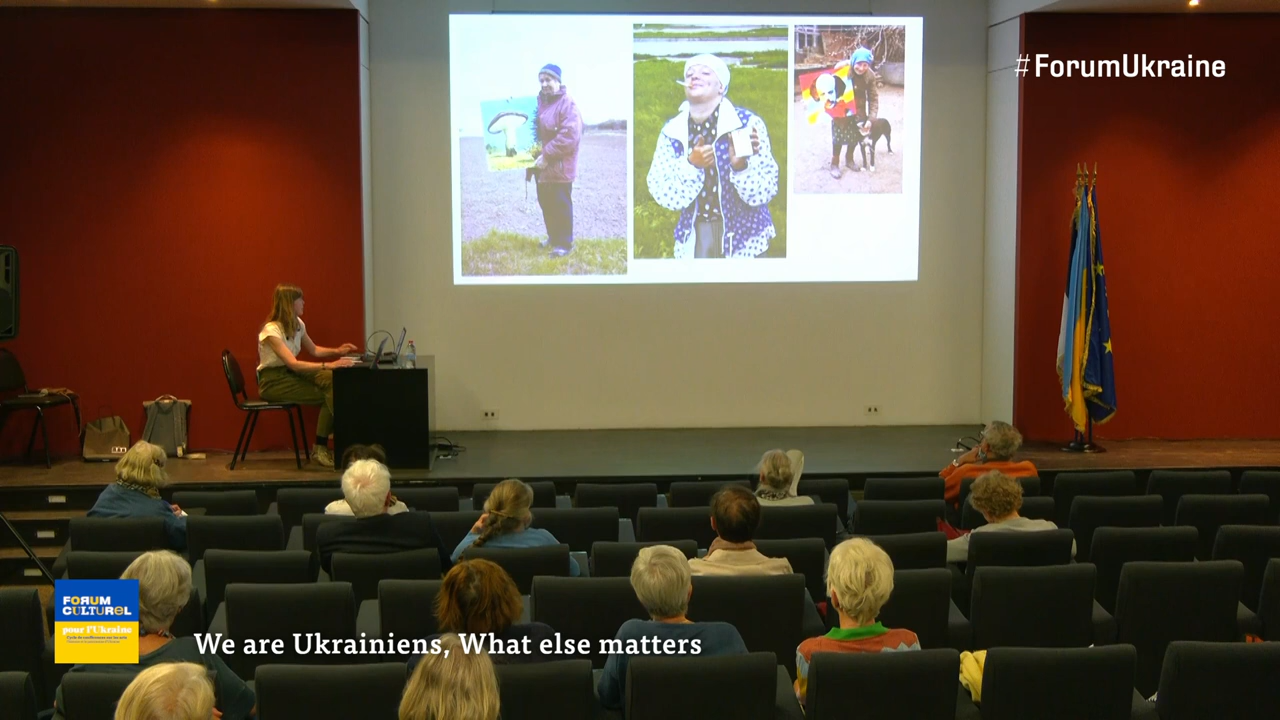 #ForumUkraine
FORUM
CULTUREL
pour l'Ukraine
We are Ukrainiens, What else matters